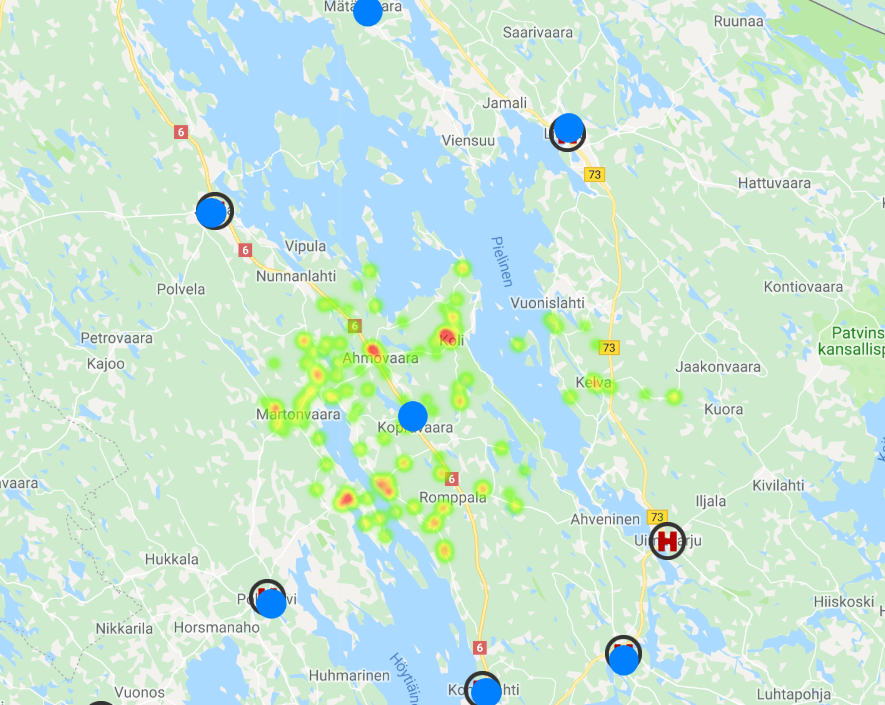 Ruunaa
Saarivaara
Jamali
6
Viensuu
73
Hattuvaara
6
Vipula
Pielinen
Nunnanlahti
Polvela
Kontiovaara
Vuonislahti
6
Petrovaara
Koli
73
Patvins
kansallisp
Ahmovaara
Kajoo
Jaakonvaara
Kelva
Martonvaara
Kuora
6
Kivilahti
Romppala
Iljala
73
Ahveninen
H
Hukkala
Hiiskoski
Nikkarila
Horsmanaho
6
Huhmarinen
Höytiäin
Vuonos
Luhtapohja